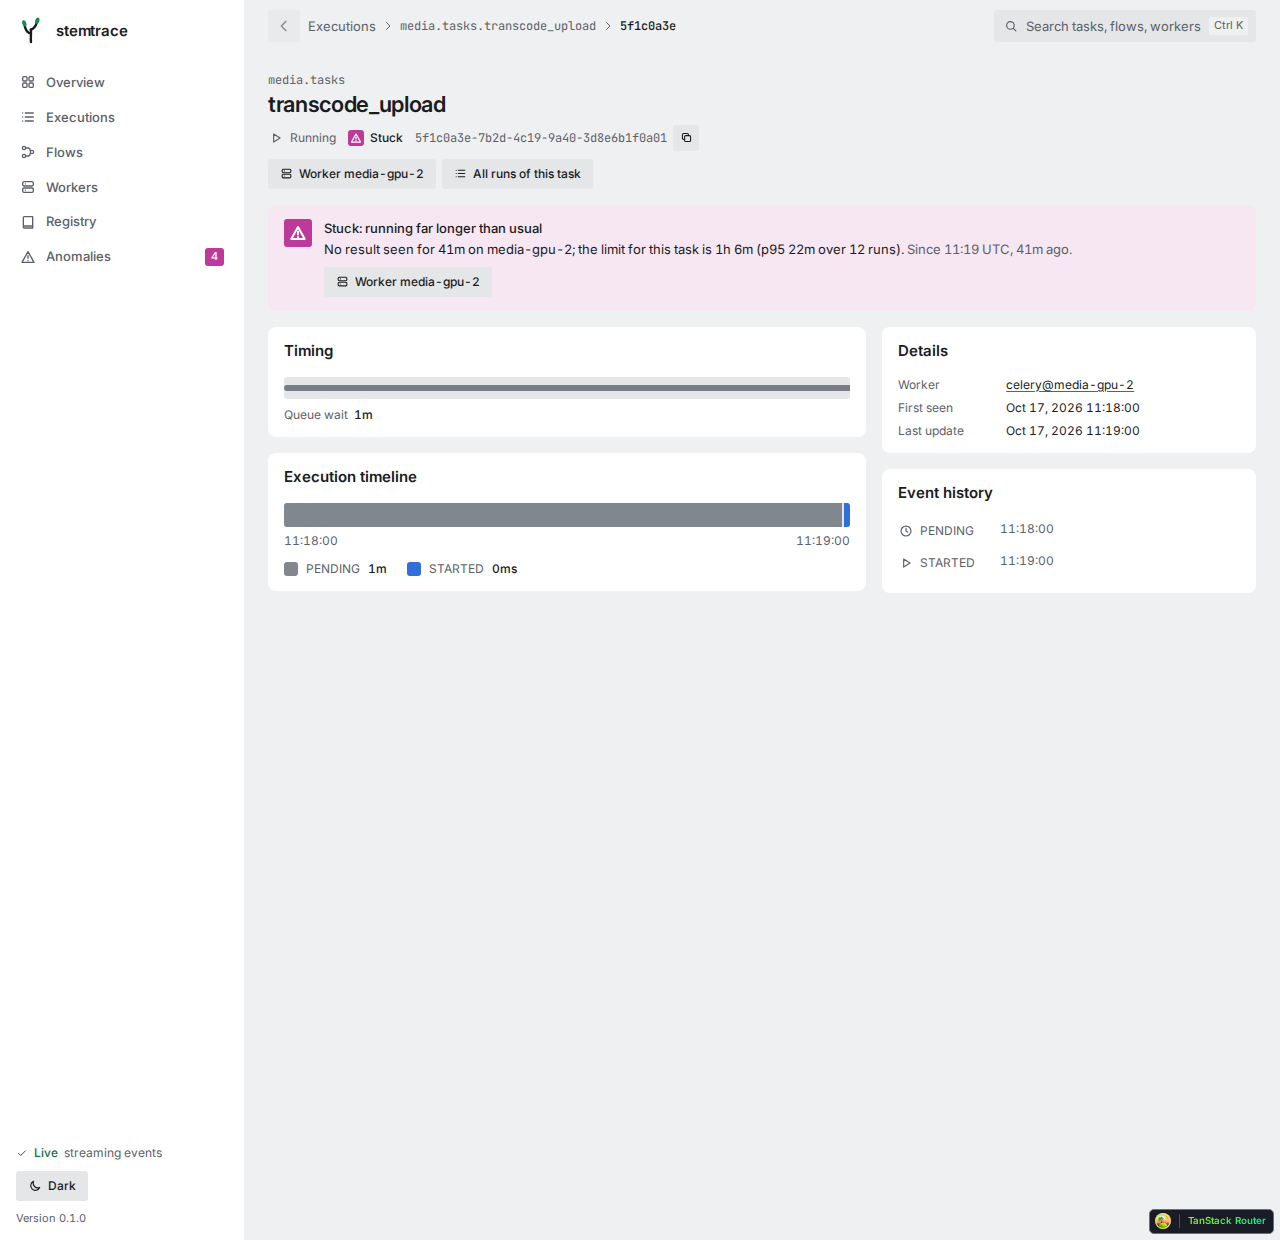 stemtrace
Overview
Executions
Flows
Workers
Registry
Anomalies 4
Live streaming events
Dark
Version 0.1.0
Executions > media.tasks.transcode_upload > 5f1c0a3e
Search tasks, flows, workers Ctrl K
media.tasks
transcode_upload
Running Stuck 5f1c0a3e-7b2d-4c19-9a40-3d8e6b1f0a01
Worker media-gpu-2 All runs of this task
Stuck: running far longer than usual
No result seen for 41m on media-gpu-2; the limit for this task is 1h 6m (p95 22m over 12 runs). Since 11:19 UTC, 41m ago.
Worker media-gpu-2
Timing
Queue wait 1m
Execution timeline
11:18:00 11:19:00
PENDING 1m STARTED 0ms
Details
Worker celery@media-gpu-2
First seen Oct 17, 2026 11:18:00
Last update Oct 17, 2026 11:19:00
Event history
PENDING 11:18:00
STARTED 11:19:00
TanStack Router